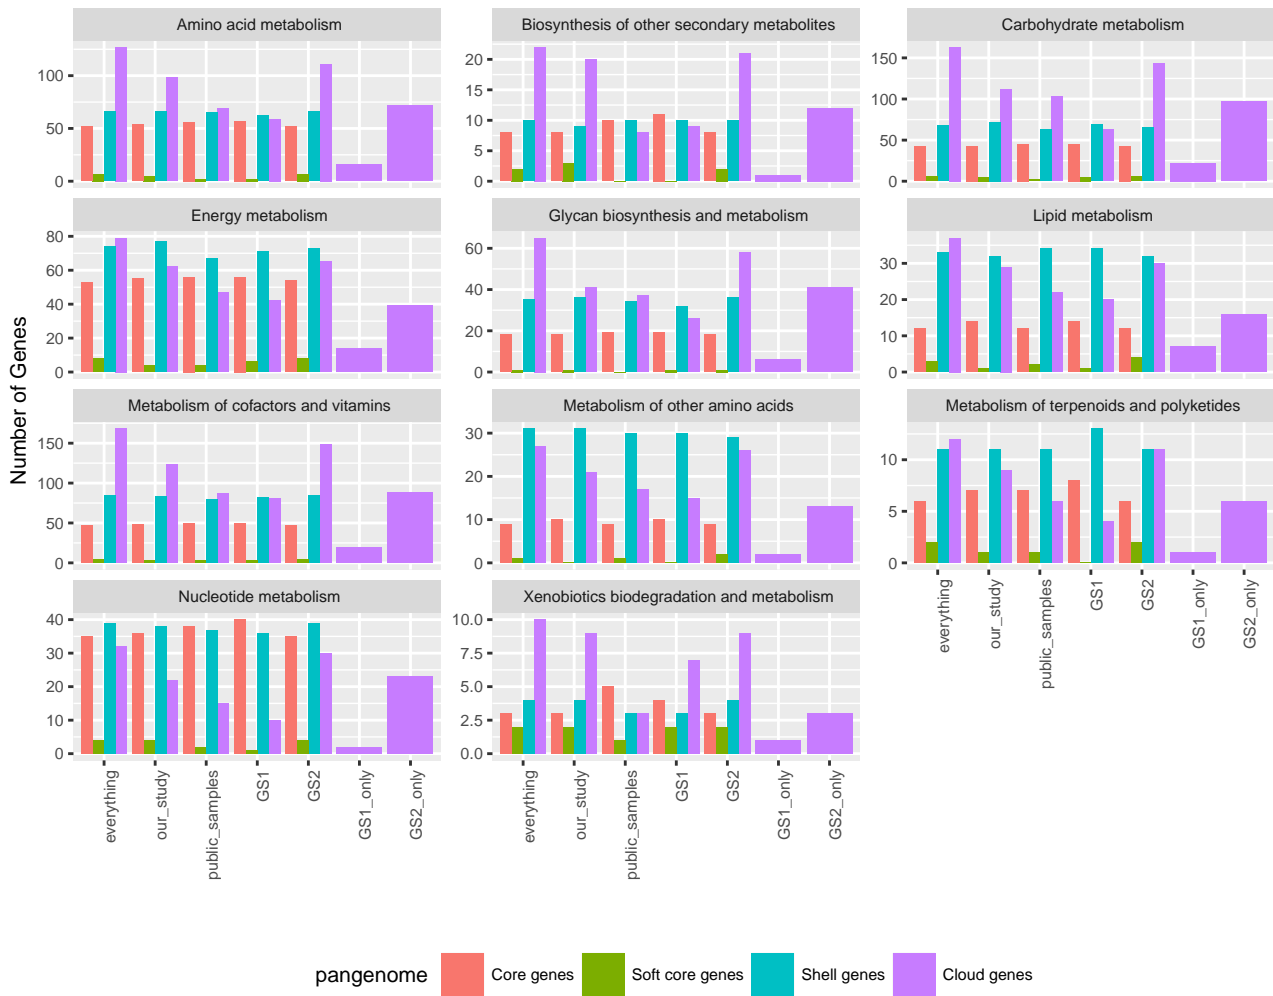 Amino acid metabolism
Biosynthesis of other secondary metabolites
Carbohydrate metabolism
100
50
0
20
15
10
5
0
150
100
50
0
Energy metabolism
Glycan biosynthesis and metabolism
Lipid metabolism
80
60
40
20
0
60
40
20
0
30
20
10
0
Number of Genes
Metabolism of cofactors and vitamins
Metabolism of other amino acids
Metabolism of terpenoids and polyketides
150
100
50
0
30
20
10
0
10
5
0
Nucleotide metabolism
Xenobiotics biodegradation and metabolism
40
30
20
10
0
10.0
7.5
5.0
2.5
0.0
everything
our_study
public_samples
GS1
GS2
GS1_only
GS2_only
everything
our_study
public_samples
GS1
GS2
GS1_only
GS2_only
everything
our_study
public_samples
GS1
GS2
GS1_only
GS2_only
pangenome
Core genes
Soft core genes
Shell genes
Cloud genes